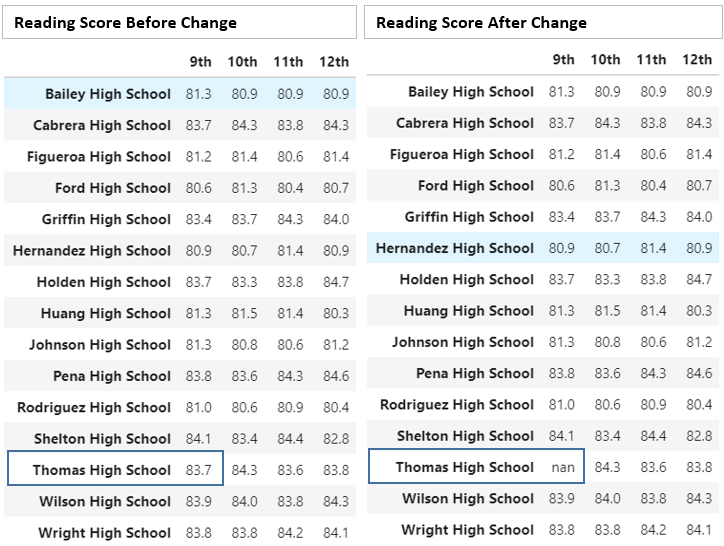 Reading Score Before Change
9th 10th 11th 12th
Bailey High School 81.3 80.9 80.9 80.9
Cabrera High School 83.7 84.3 83.8 84.3
Figueroa High School 81.2 81.4 80.6 81.4
Ford High School 80.6 81.3 80.4 80.7
Griffin High School 83.4 83.7 84.3 84.0
Hernandez High School 80.9 80.7 81.4 80.9
Holden High School 83.7 83.3 83.8 84.7
Huang High School 81.3 81.5 81.4 80.3
Johnson High School 81.3 80.8 80.6 81.2
Pena High School 83.8 83.6 84.3 84.6
Rodriguez High School 81.0 80.6 80.9 80.4
Shelton High School 84.1 83.4 84.4 82.8
Thomas High School 83.7 84.3 83.6 83.8
Wilson High School 83.9 84.0 83.8 84.3
Wright High School 83.8 83.8 84.2 84.1
Reading Score After Change
9th 10th 11th 12th
Bailey High School 81.3 80.9 80.9 80.9
Cabrera High School 83.7 84.3 83.8 84.3
Figueroa High School 81.2 81.4 80.6 81.4
Ford High School 80.6 81.3 80.4 80.7
Griffin High School 83.4 83.7 84.3 84.0
Hernandez High School 80.9 80.7 81.4 80.9
Holden High School 83.7 83.3 83.8 84.7
Huang High School 81.3 81.5 81.4 80.3
Johnson High School 81.3 80.8 80.6 81.2
Pena High School 83.8 83.6 84.3 84.6
Rodriguez High School 81.0 80.6 80.9 80.4
Shelton High School 84.1 83.4 84.4 82.8
Thomas High School nan 84.3 83.6 83.8
Wilson High School 83.9 84.0 83.8 84.3
Wright High School 83.8 83.8 84.2 84.1